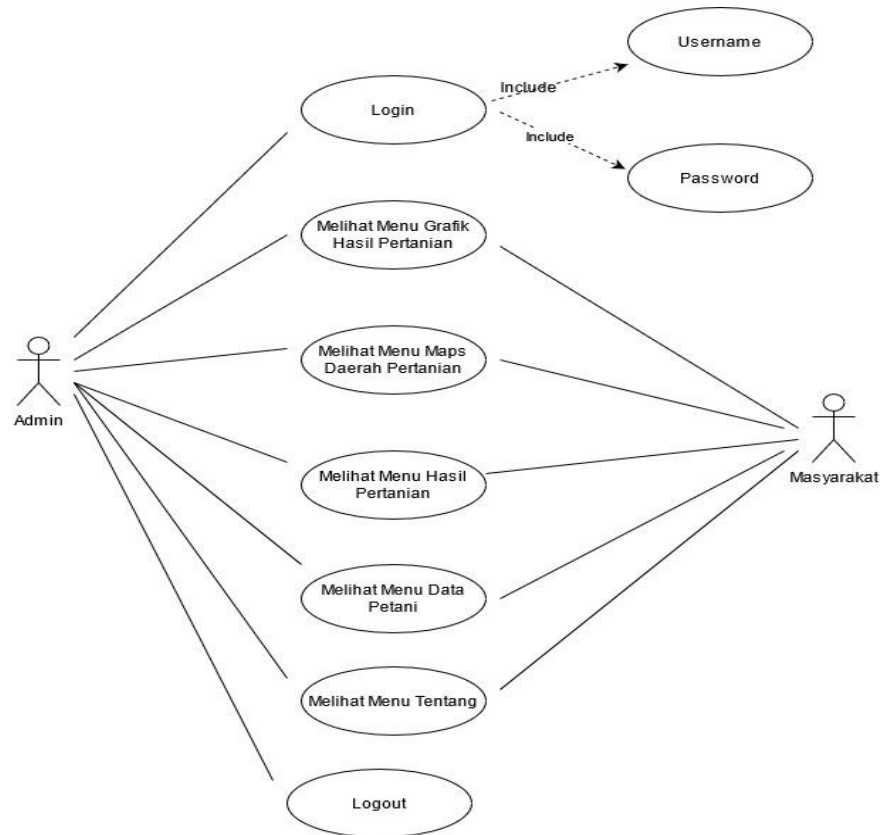 Username
Include
Login
Include
Password
Melihat Menu Grafik
Hasil Pertanian
Melihat Menu Maps
Daerah Pertanian
Admin
Masyarakat
Melihat Menu Hasil
Pertanian
Melihat Menu Data
Petani
Melihat Menu Tentang
Logout